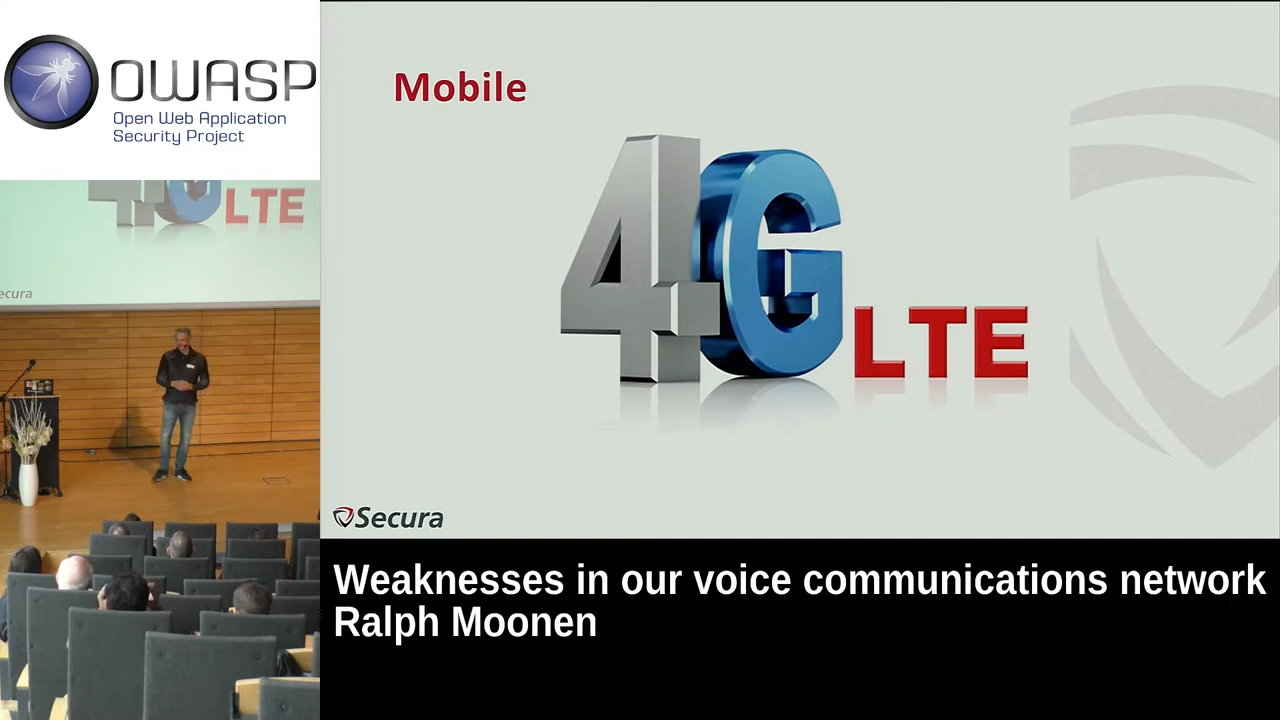 OWASP
Open Web Application
Security Project
4G LTE
ecura
Mobile
4G LTE
Secura
Weaknesses in our voice communications network
Ralph Moonen